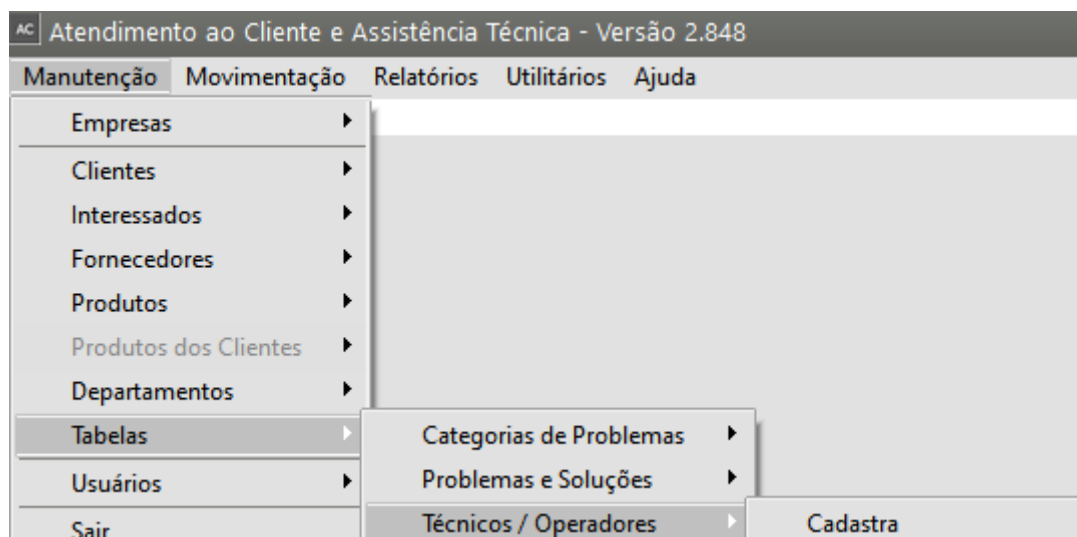 AC Atendimento ao Cliente e Assistência Técnica - Versão 2.848
Manutenção Movimentação Relatórios Utilitários Ajuda
Empresas
Clientes
Interessados
Fornecedores
Produtos
Produtos dos Clientes
Departamentos
Tabelas Categorias de Problemas
Usuários Problemas e Soluções
Sair Técnicos / Operadores Cadastra